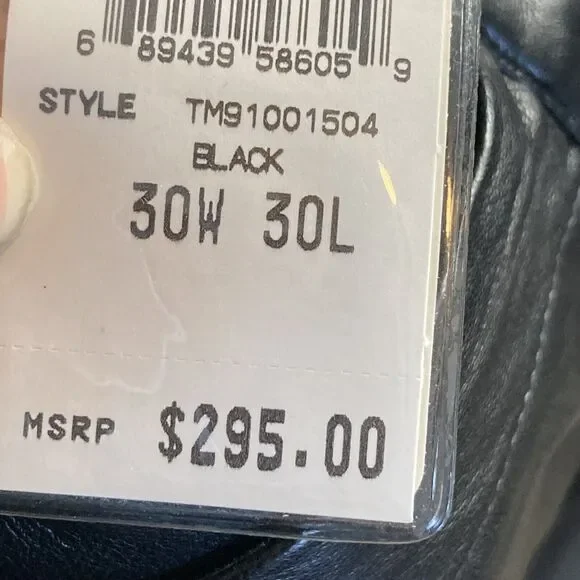 6 89439 58605 9
STYLE TM91001504
BLACK
30W 30L
MSRP $295.00